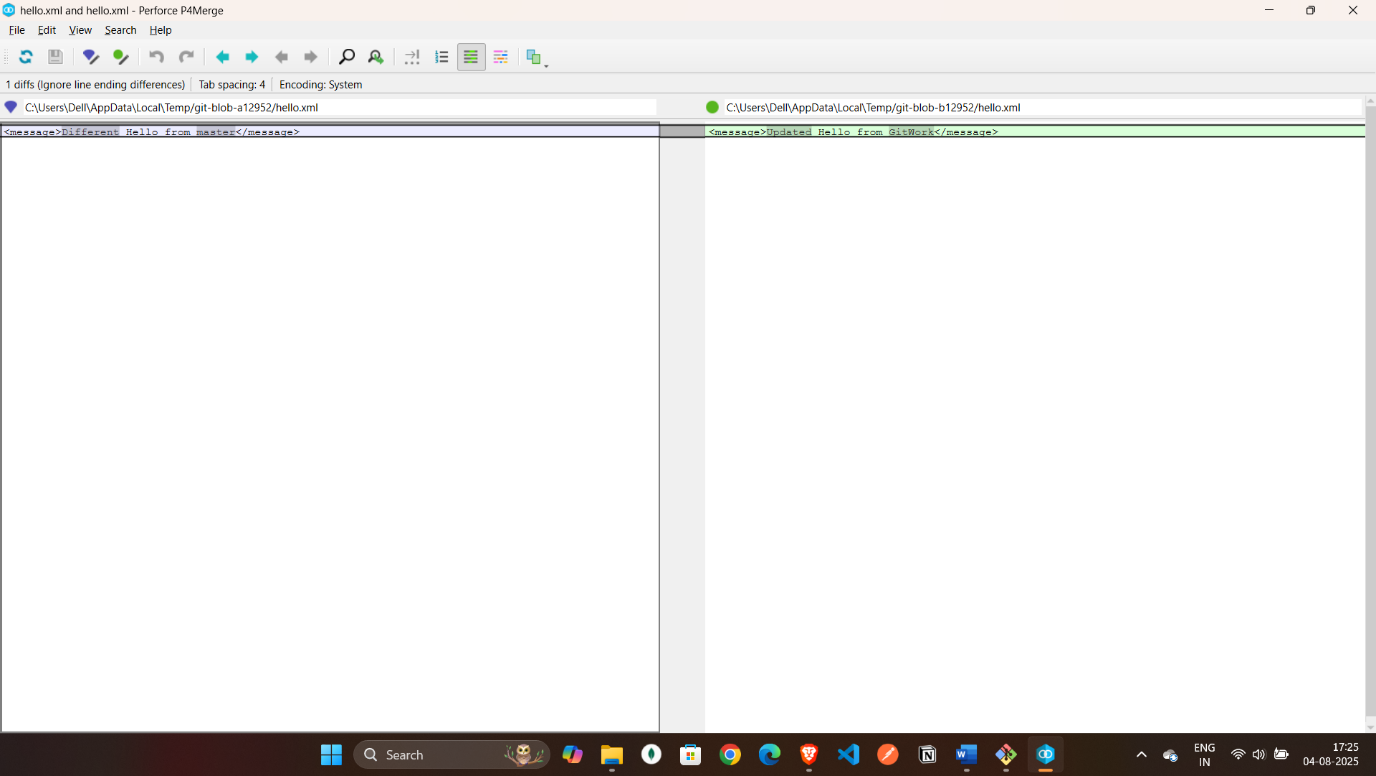 hello.xml and hello.xml - Perforce P4Merge
File Edit View Search Help
1 diffs (Ignore line ending differences) Tab spacing: 4 Encoding: System
C:\Users\Dell\AppData\Local\Temp/git-blob-a12952/hello.xml
C:\Users\Dell\AppData\Local\Temp/git-blob-b12952/hello.xml
<message>Different Hello from master</message>
<message>Updated Hello from GitWork</message>
Search
ENG
IN
17:25
04-08-2025